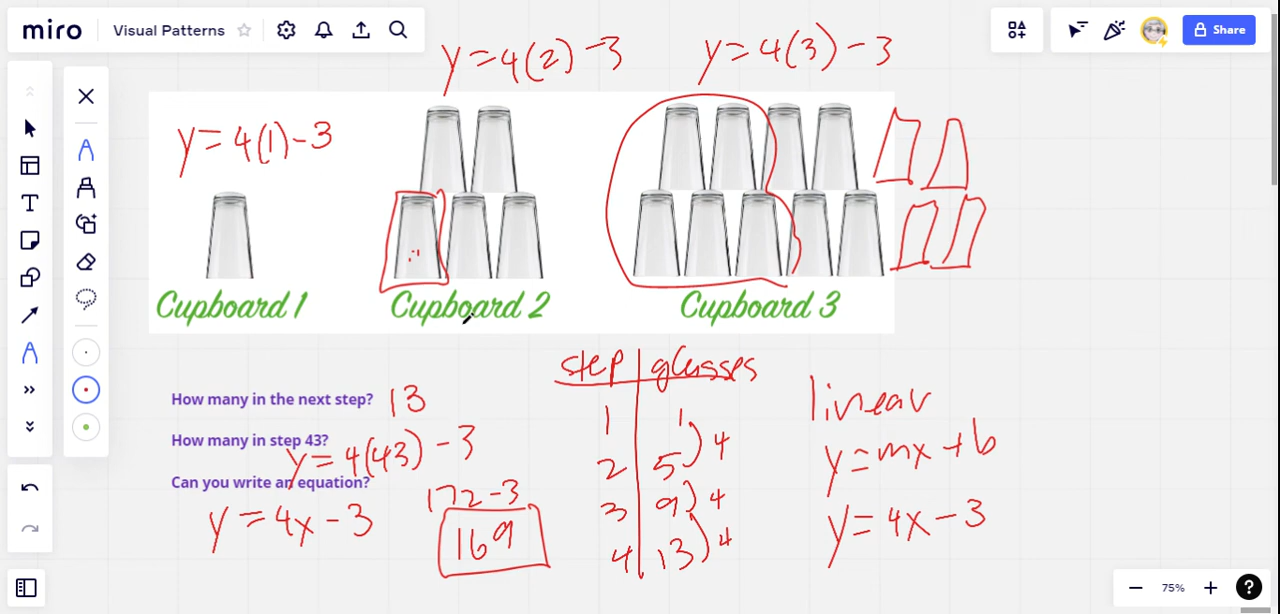 miro
Visual Patterns
Share
y=4(2)-3
y=4(3)-3
y=4(1)-3
Cupboard 1
Cupboard 2
Cupboard 3
How many in the next step?
13
How many in step 43?
y=4(43)-3
Can you write an equation?
172-3
y=4x-3
169
step glasses
1 1
2 5
3 9
4 13
4
4
4
linear
y=mx+b
y=4x-3
75%